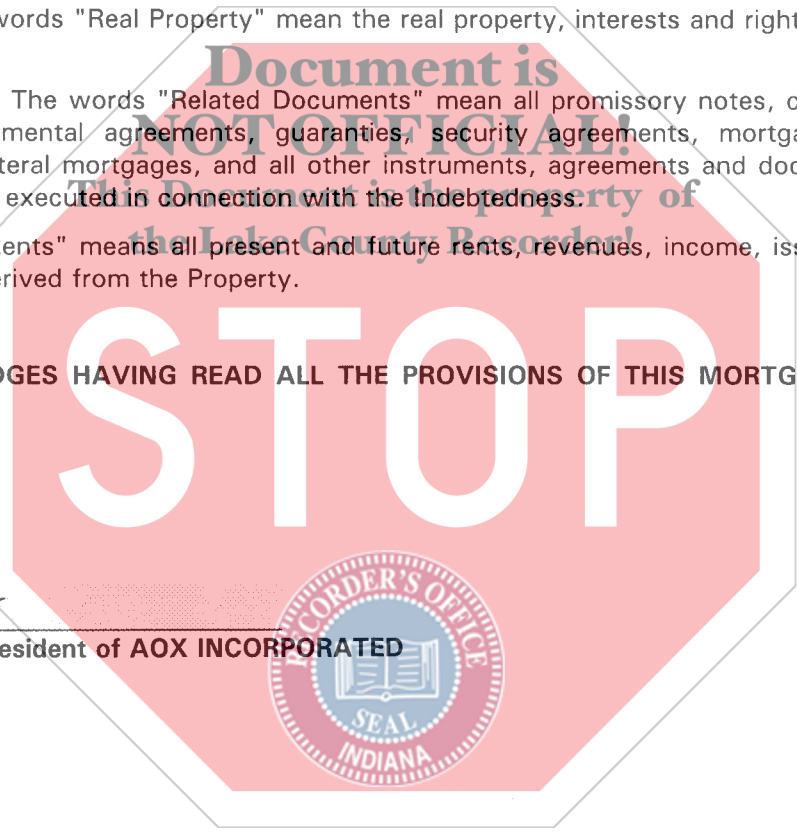 words "Real Property" mean the real property, interests and right
Document is
The words "Related Documents" mean all promissory notes,
mental agreements, guaranties, security agreements,
NOT OFFICIAL!
teral mortgages, and all other instruments, agreements and
executed in connection with the Indebtedness.
This Document is the property of
ents" means all present and future rents, revenues, income, iss
the Lake County Recorder!
erived from the Property.
STOP
DGES HAVING READ ALL THE PROVISIONS OF THIS MORTG
RECORDER'S OFFICE
esident of AOX INCORPORATED
SEAL
INDIANA